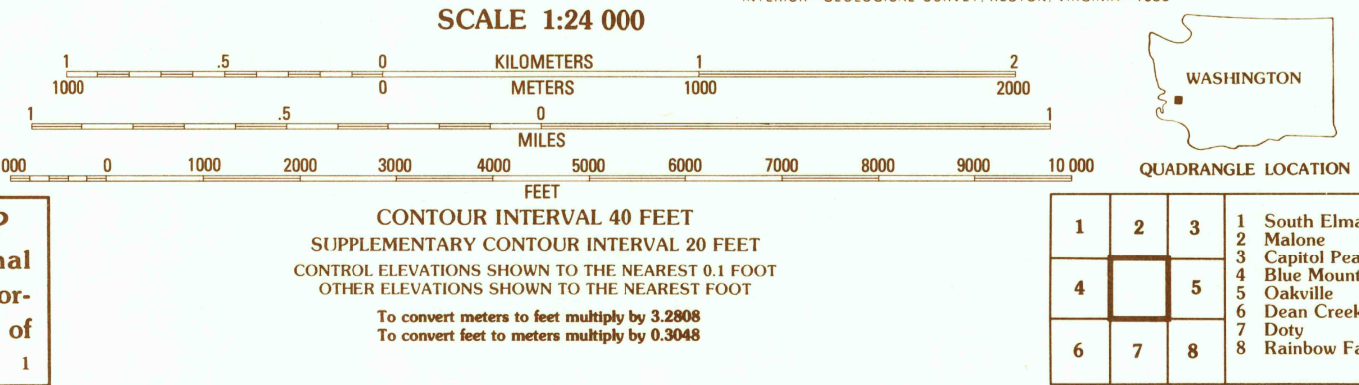 SCALE 1:24 000
1 .5 0 KILOMETERS 1 2
1000 0 METERS 1000 2000
1 .5 0 1
MILES
000 0 1000 2000 3000 4000 5000 6000 7000 8000 9000 10 000
FEET
CONTOUR INTERVAL 40 FEET
SUPPLEMENTARY CONTOUR INTERVAL 20 FEET
CONTROL ELEVATIONS SHOWN TO THE NEAREST 0.1 FOOT
OTHER ELEVATIONS SHOWN TO THE NEAREST FOOT
To convert meters to feet multiply by 3.2808
To convert feet to meters multiply by 0.3048
nal
or-
of
1
WASHINGTON
QUADRANGLE LOCATION
1 2 3
4 5
6 7 8
1 South Elma
2 Malone
3 Capitol Pea
4 Blue Mount
5 Oakville
6 Dean Creek
7 Doty
8 Rainbow Fa